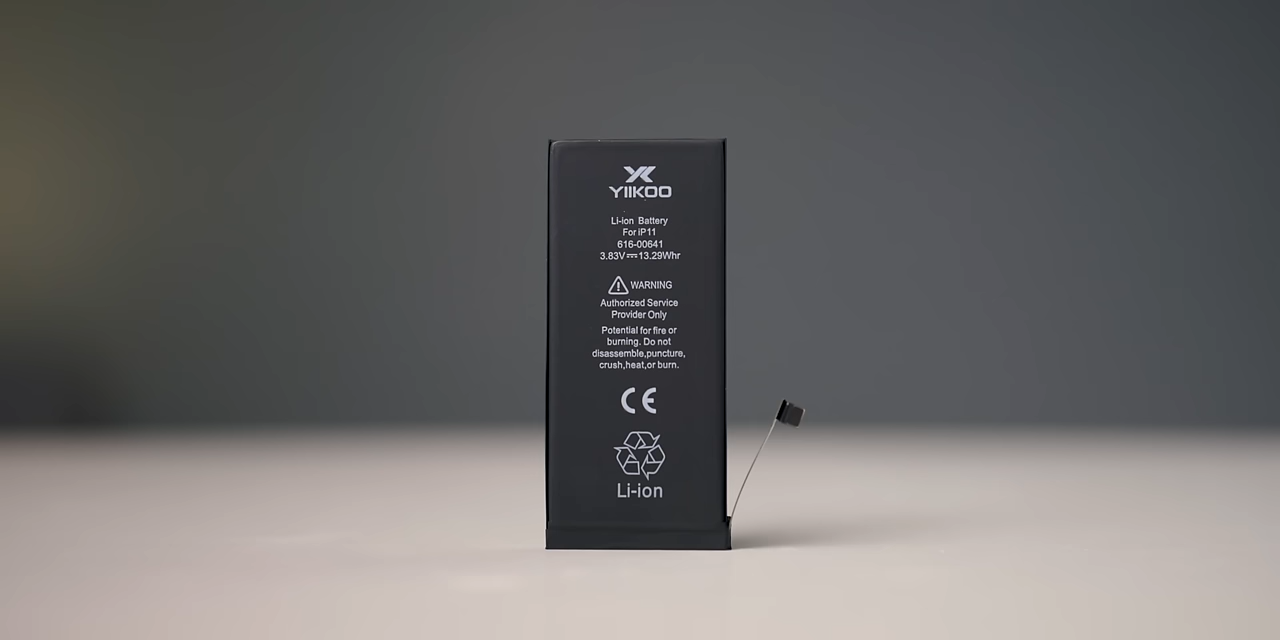 YIIKOO
Li-ion Battery
For iP11
616-00641
3.83V⎓13.29Whr
WARNING
Authorized Service
Provider Only
Potential for fire or
burning. Do not
disassemble,puncture,
crush,heat,or burn.
CE
Li-ion